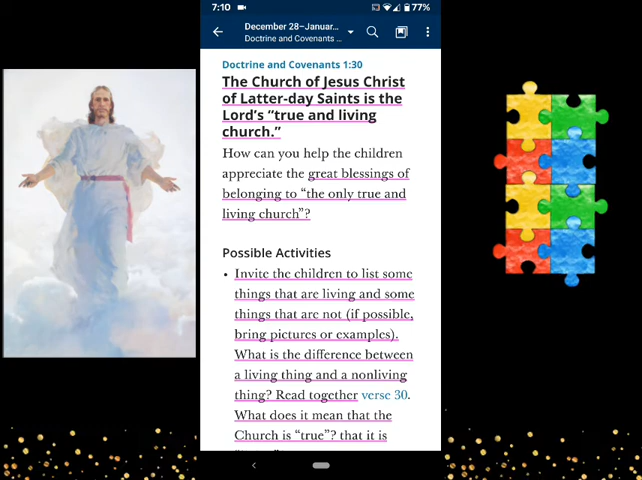 7:10
77%
December 28–Januar...
Doctrine and Covenants ...
Doctrine and Covenants 1:30
The Church of Jesus Christ
of Latter-day Saints is the
Lord's “true and living
church.”
How can you help the children
appreciate the great blessings of
belonging to “the only true and
living church”?
Possible Activities
• Invite the children to list some
things that are living and some
things that are not (if possible,
bring pictures or examples).
What is the difference between
a living thing and a nonliving
thing? Read together verse 30.
What does it mean that the
Church is “true”? that it is